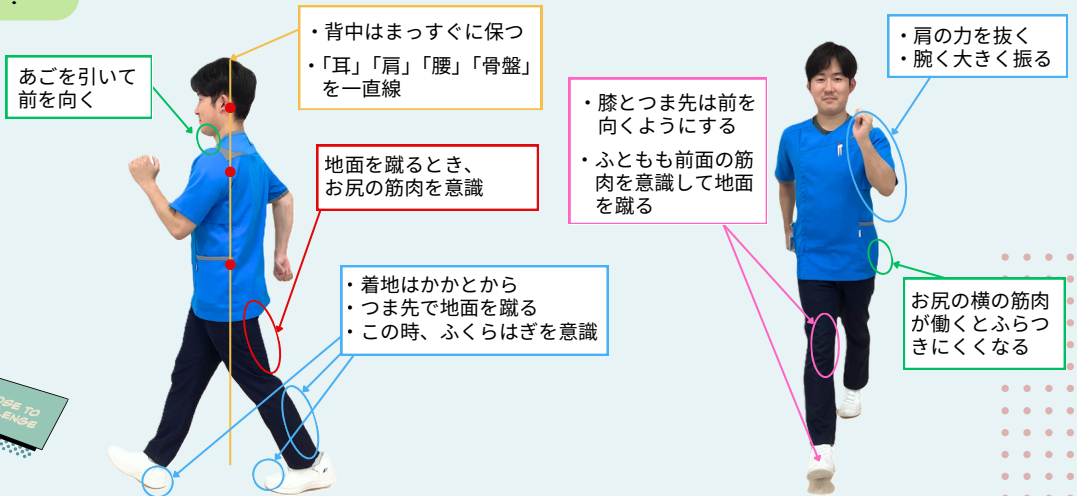 ・背中はまっすぐに保つ
・「耳」「肩」「腰」「骨盤」
を一直線
あごを引いて
前を向く
地面を蹴るとき、
お尻の筋肉を意識
・着地はかかとから
・つま先で地面を蹴る
・この時、ふくらはぎを意識
・膝とつま先は前を
向くようにする
・ふともも前面の筋
肉を意識して地面
を蹴る
・肩の力を抜く
・腕く大きく振る
お尻の横の筋肉
が働くとふらつ
きにくくなる